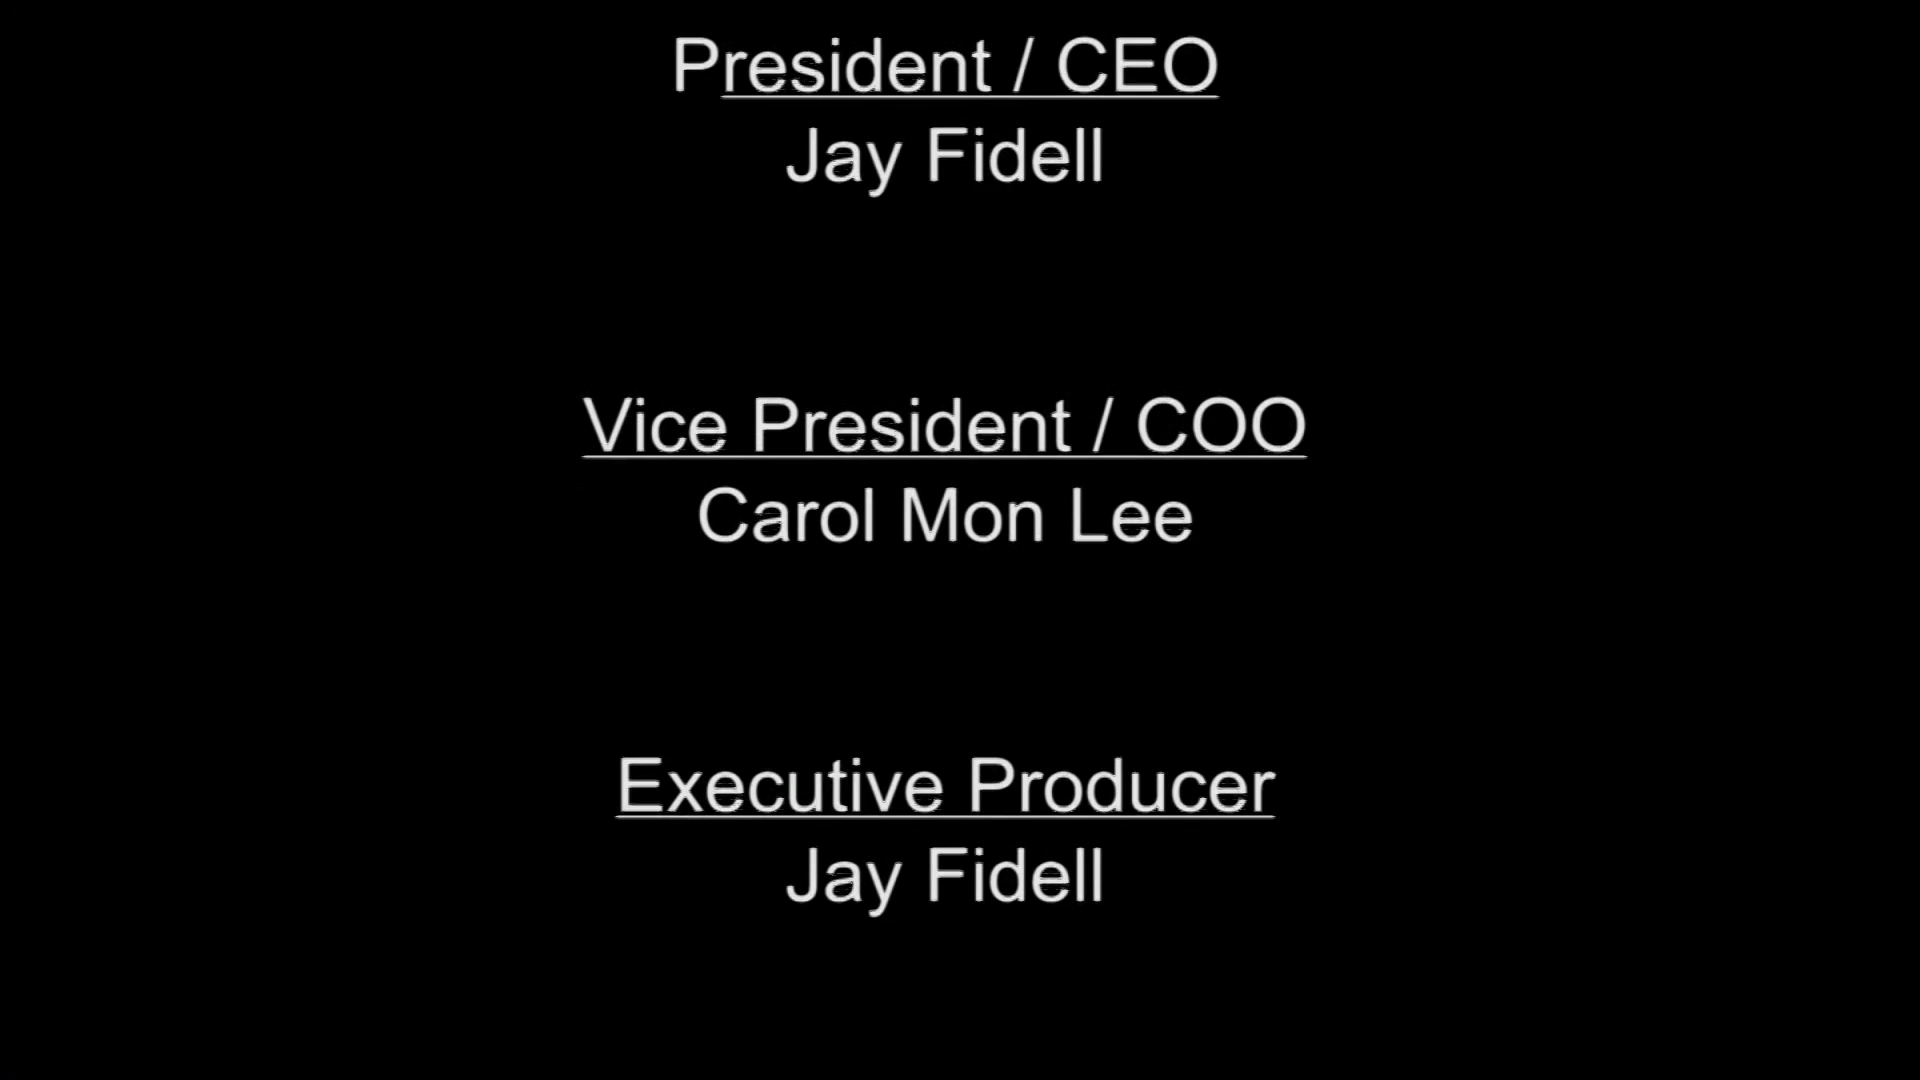 President / CEO
Jay Fidell
Vice President / COO
Carol Mon Lee
Executive Producer
Jay Fidell